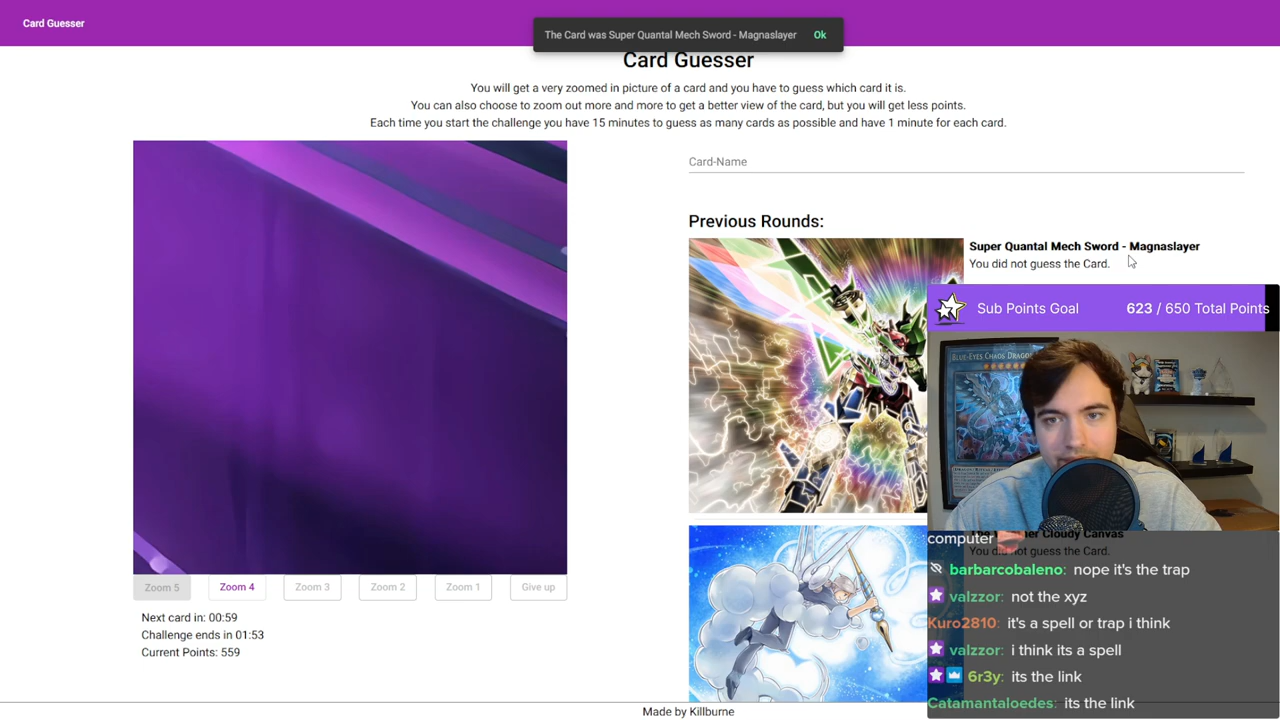 Card Guesser
The Card was Super Quantal Mech Sword - Magnaslayer Ok
Card Guesser
You will get a very zoomed in picture of a card and you have to guess which card it is.
You can also choose to zoom out more and more to get a better view of the card, but you will get less points.
Each time you start the challenge you have 15 minutes to guess as many cards as possible and have 1 minute for each card.
Card-Name
Previous Rounds:
Super Quantal Mech Sword - Magnaslayer
You did not guess the Card.
Sub Points Goal 623 / 650 Total Points
BLUE-EYES CHAOS DRAGON
Cloudy Canvas
You did not guess the Card.
computer
barbarcobaleno: nope it's the trap
valzzor: not the xyz
Kuro2810: it's a spell or trap i think
valzzor: i think its a spell
6r3y: its the link
Catamantaloedes: its the link
Zoom 5 Zoom 4 Zoom 3 Zoom 2 Zoom 1 Give up
Next card in: 00:59
Challenge ends in 01:53
Current Points: 559
Made by Killburne